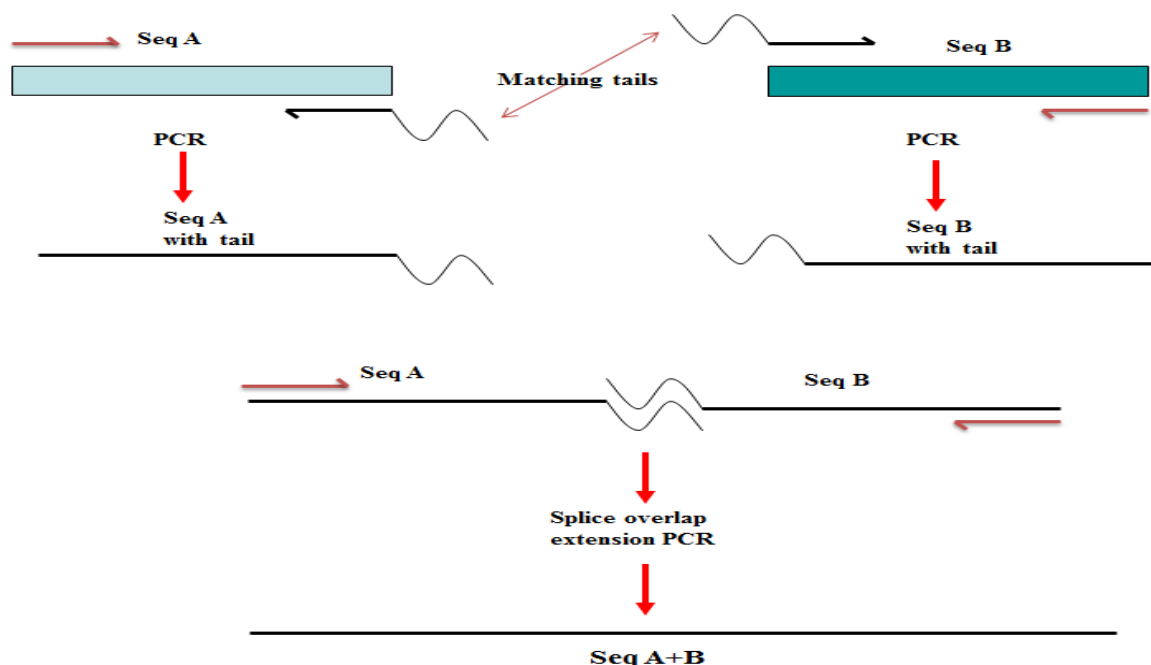 Seq A
Seq B
Matching tails
PCR
PCR
Seq A
with tail
Seq B
with tail
Seq A
Seq B
Splice overlap
extension PCR
Seq A+B